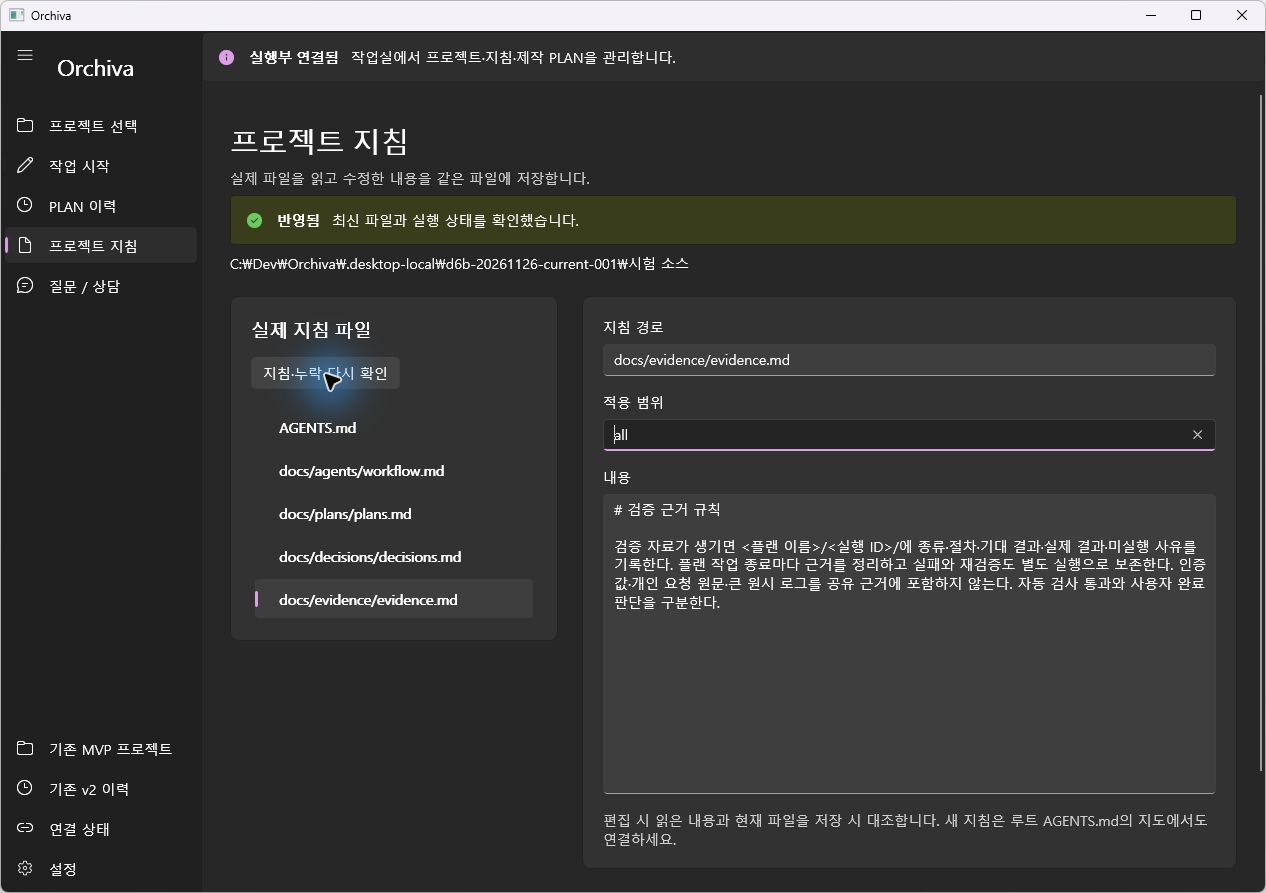 Orchiva
Orchiva
프로젝트 선택
작업 시작
PLAN 이력
프로젝트 지침
질문 / 상담
기존 MVP 프로젝트
기존 v2 이력
연결 상태
설정
실행부 연결됨 작업실에서 프로젝트·지침·제작 PLAN을 관리합니다.
프로젝트 지침
실제 파일을 읽고 수정한 내용을 같은 파일에 저장합니다.
반영됨 최신 파일과 실행 상태를 확인했습니다.
C:₩Dev₩Orchiva₩.desktop-local₩d6b-20261126-current-001₩시험 소스
실제 지침 파일
지침·누락 다시 확인
AGENTS.md
docs/agents/workflow.md
docs/plans/plans.md
docs/decisions/decisions.md
docs/evidence/evidence.md
지침 경로
docs/evidence/evidence.md
적용 범위
all
내용
# 검증 근거 규칙
검증 자료가 생기면 <플랜 이름>/<실행 ID>/에 종류·절차·기대 결과·실제 결과·미실행 사유를
기록한다. 플랜 작업 종료마다 근거를 정리하고 실패와 재검증도 별도 실행으로 보존한다. 인증
값·개인 요청 원문·큰 원시 로그를 공유 근거에 포함하지 않는다. 자동 검사 통과와 사용자 완료
판단을 구분한다.
편집 시 읽은 내용과 현재 파일을 저장 시 대조합니다. 새 지침은 루트 AGENTS.md의 지도에서도
연결하세요.